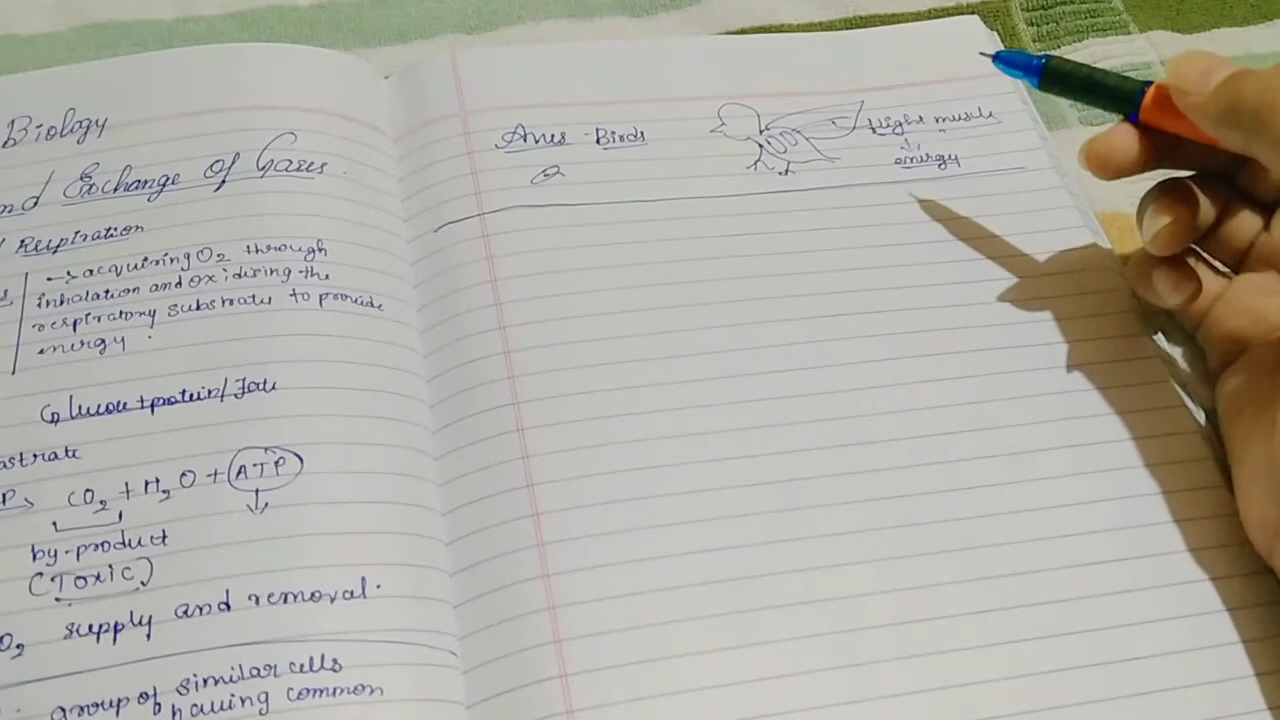 Biology
nd Exchange of Gases.
Respiration
→ acquiring O2 through
inhalation and oxidising the
respiratory substrate to provide
energy.
Glucose + protein/Fats
strate
CO2 + H2O + ATP
by-product
(Toxic)
O2 supply and removal.
group of similar cells
having common
Aves - Birds
flight muscle
energy